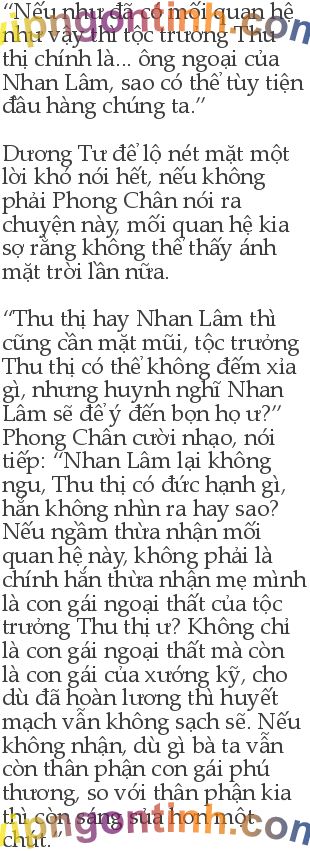 “Nếu như đã có mối quan hệ
như vậy thì tộc trưởng Thu
thị chính là... ông ngoại của
Nhan Lâm, sao có thể tùy tiện
đầu hàng chúng ta.”
Dương Tư để lộ nét mặt một
lời khó nói hết, nếu không
phải Phong Chân nói ra
chuyện này, mối quan hệ kia
sợ rằng không thể thấy ánh
mặt trời lần nữa.
“Thu thị hay Nhan Lâm thì
cũng cần mặt mũi, tộc trưởng
Thu thị có thể không đếm xỉa
gì, nhưng huynh nghĩ Nhan
Lâm sẽ để ý đến bọn họ ư?”
Phong Chân cười nhạo, nói
tiếp: “Nhan Lâm lại không
ngu, Thu thị có đức hạnh gì,
hắn không nhìn ra hay sao?
Nếu ngầm thừa nhận mối
quan hệ này, không phải là
chính hắn thừa nhận mẹ mình
là con gái ngoại thất của tộc
trưởng Thu thị ư? Không chỉ
là con gái ngoại thất mà còn
là con gái của xướng kỹ, cho
dù đã hoàn lương thì huyết
mạch vẫn không sạch sẽ. Nếu
không nhận, dù gì bà ta vẫn
còn thân phận con gái phú
thương, so với thân phận kia
thì còn sáng sủa hơn một
chút.”
vipngontinh.com
vipngontinh.com